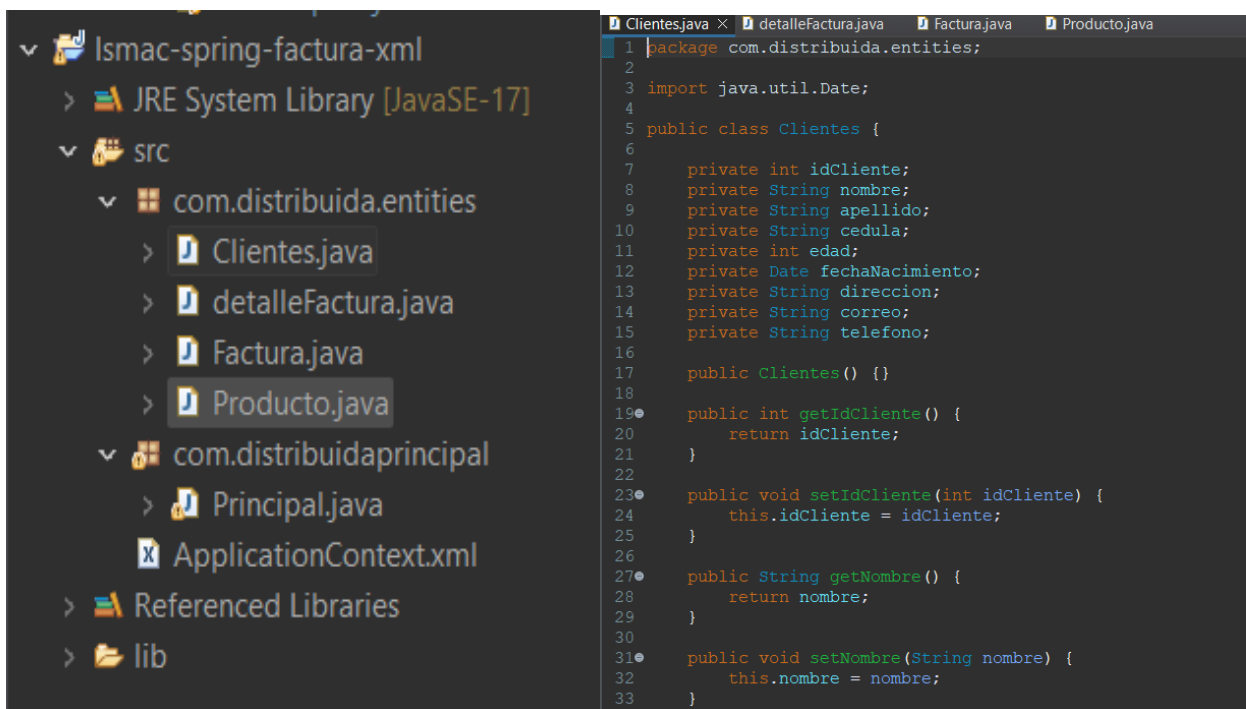 lsmac-spring-factura-xml
JRE System Library [JavaSE-17]
src
com.distribuida.entities
Clientes.java
detalleFactura.java
Factura.java
Producto.java
com.distribuidaprincipal
Principal.java
ApplicationContext.xml
Referenced Libraries
lib
Clientes.java × detalleFactura.java Factura.java Producto.java
1 package com.distribuida.entities;
2
3 import java.util.Date;
4
5 public class Clientes {
6
7 private int idCliente;
8 private String nombre;
9 private String apellido;
10 private String cedula;
11 private int edad;
12 private Date fechaNacimiento;
13 private String direccion;
14 private String correo;
15 private String telefono;
16
17 public Clientes() {}
18
19 public int getIdCliente() {
20 return idCliente;
21 }
22
23 public void setIdCliente(int idCliente) {
24 this.idCliente = idCliente;
25 }
26
27 public String getNombre() {
28 return nombre;
29 }
30
31 public void setNombre(String nombre) {
32 this.nombre = nombre;
33 }